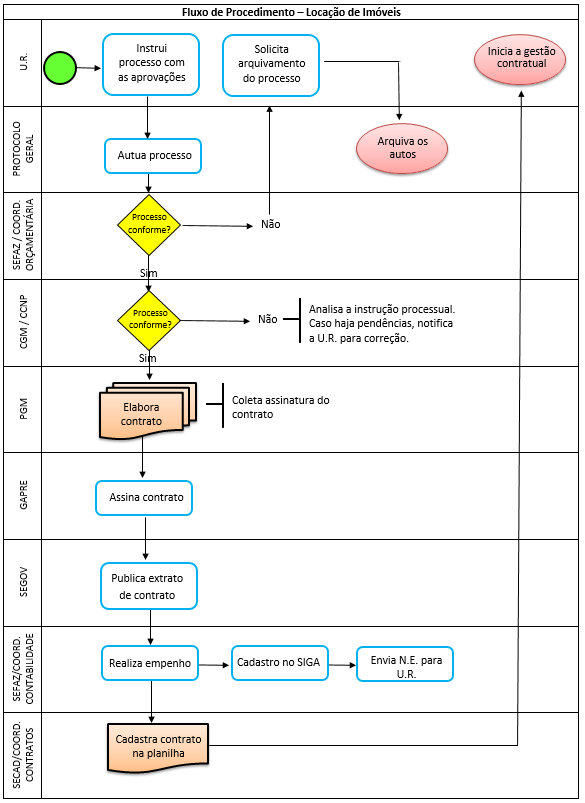 Fluxo de Procedimento – Locação de Imóveis
U.R.
Instrui
processo com
as aprovações
Solicita
arquivamento
do processo
Inicia a gestão
contratual
PROTOCOLO
GERAL
Autua processo
Arquiva os
autos
SEFAZ / COORD.
ORÇAMENTÁRIA
Processo
conforme?
Não
Sim
CGM / CCNP
Processo
conforme?
Não
Analisa a instrução processual.
Caso haja pendências, notifica
a U.R. para correção.
Sim
PGM
Elabora
contrato
Coleta assinatura do
contrato
GAPRE
Assina contrato
SEGOV
Publica extrato
de contrato
SEFAZ/COORD.
CONTABILIDADE
Realiza empenho
Cadastro no SIGA
Envia N.E. para
U.R.
SECAD/COORD.
CONTRATOS
Cadastra contrato
na planilha